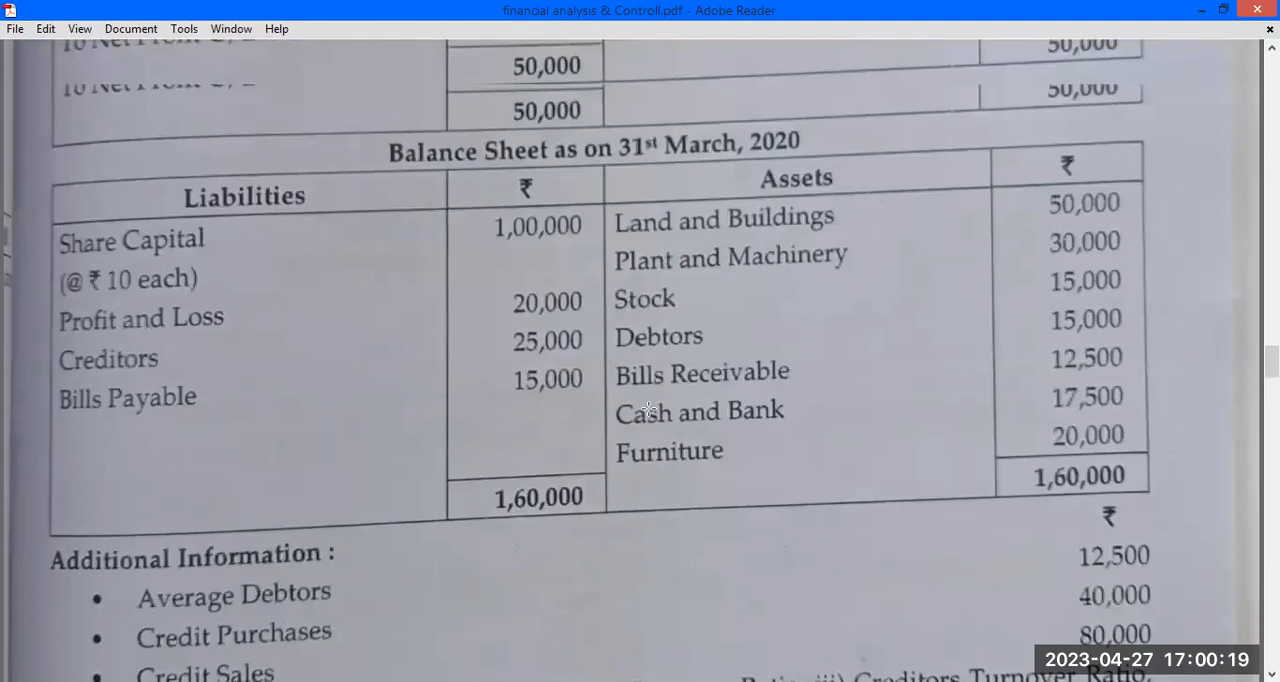 financial analysis & Controll.pdf - Adobe Reader
File Edit View Document Tools Window Help
50,000
50,000
50,000
50,000
Balance Sheet as on 31st March, 2020
Liabilities ₹ Assets ₹
Share Capital 1,00,000 Land and Buildings 50,000
(@ ₹ 10 each) Plant and Machinery 30,000
Profit and Loss 20,000 Stock 15,000
Creditors 25,000 Debtors 15,000
Bills Payable 15,000 Bills Receivable 12,500
Cash and Bank 17,500
Furniture 20,000
1,60,000 1,60,000
₹
Additional Information :
• Average Debtors 12,500
• Credit Purchases 40,000
• Credit Sales 80,000
iii) Creditors Turnover Ratio,
2023-04-27 17:00:19